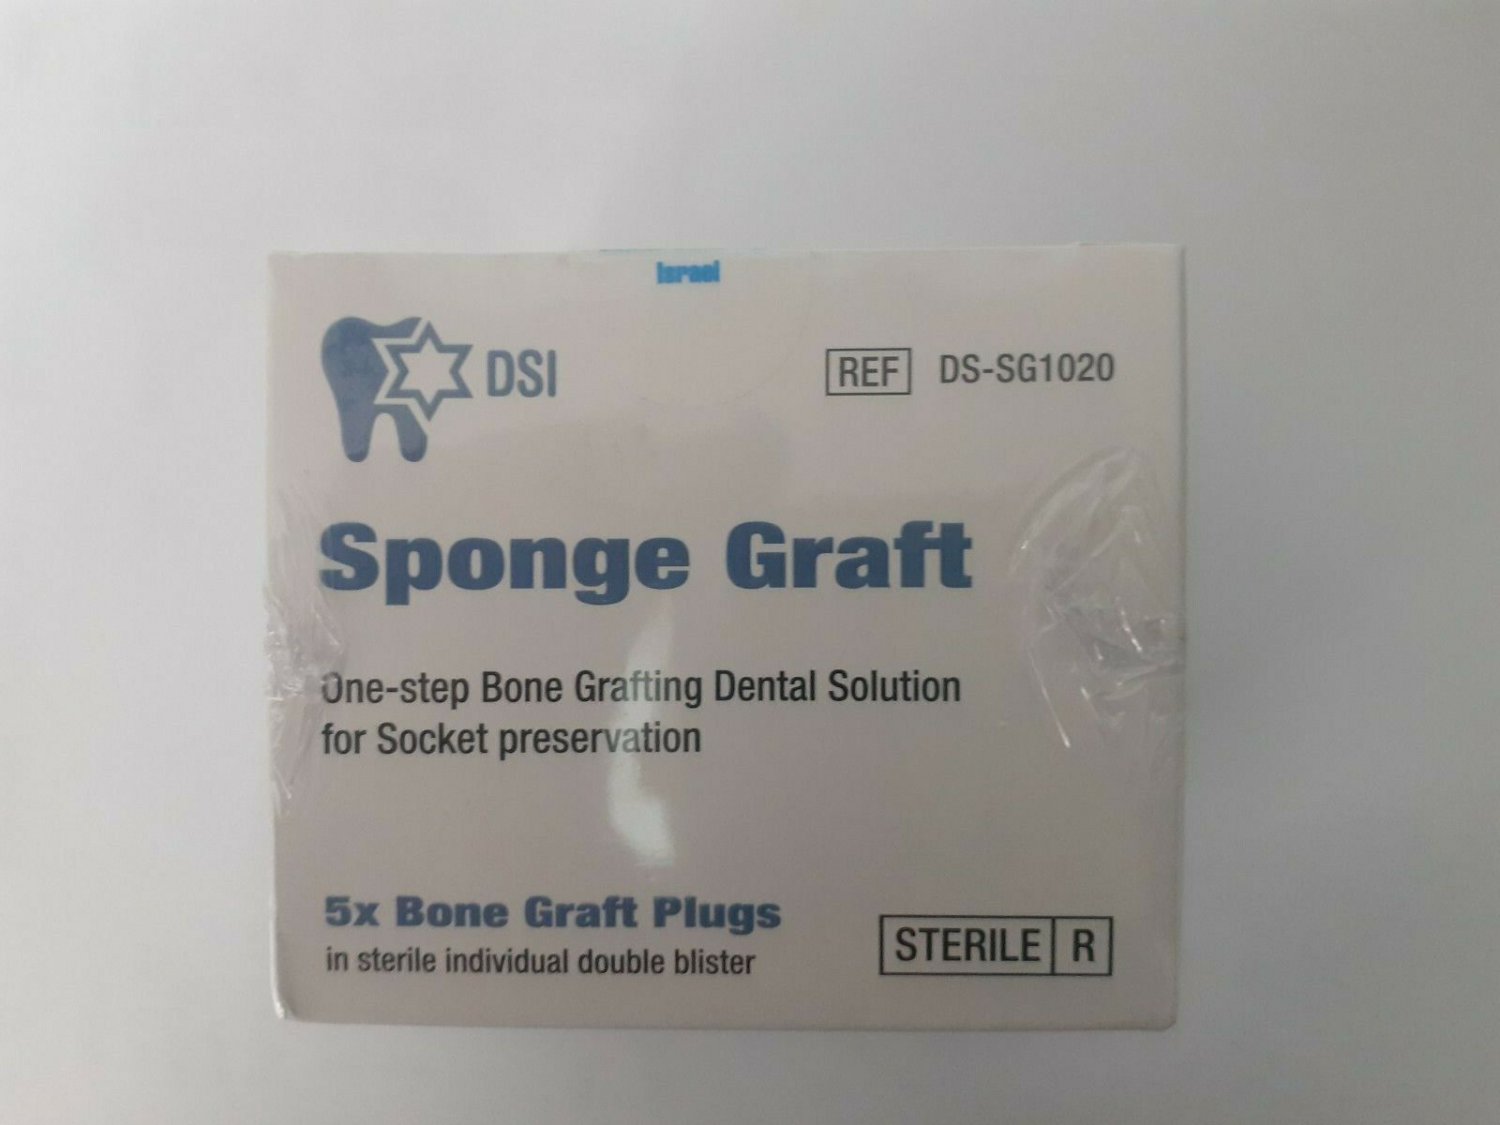 Israel
DSI
REF DS-SG1020
Sponge Graft
One-step Bone Grafting Dental Solution
for Socket preservation
5x Bone Graft Plugs
in sterile individual double blister
STERILE R